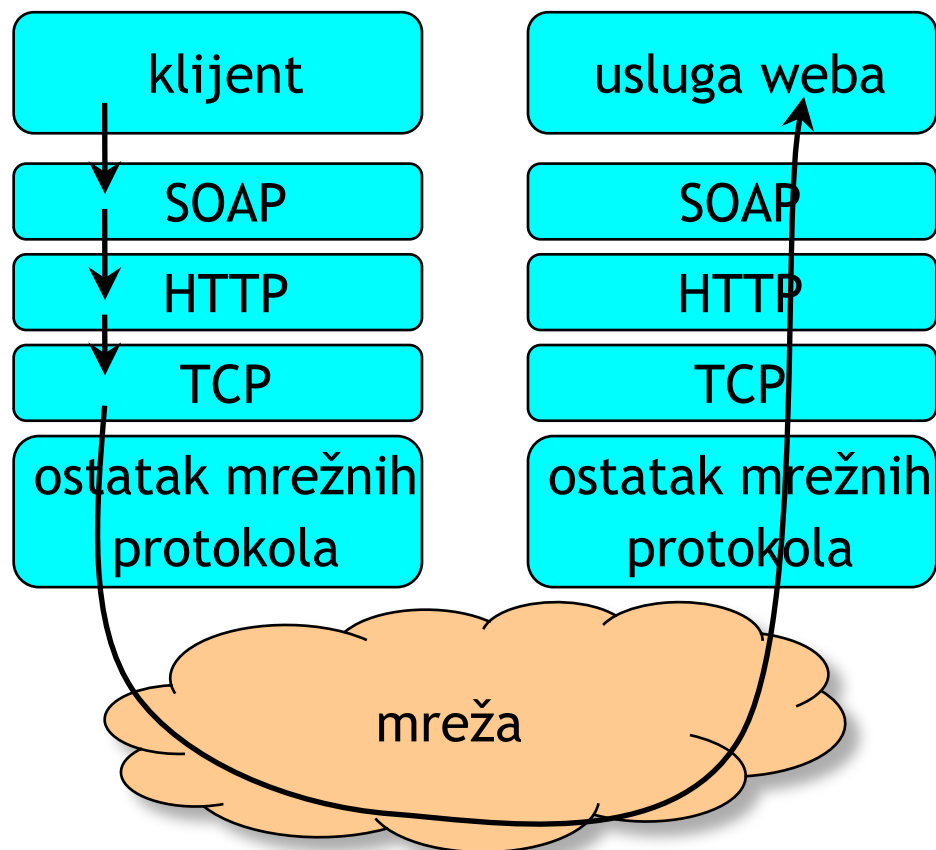 klijent
SOAP
HTTP
TCP
ostatak mrežnih
protokola
usluga weba
SOAP
HTTP
TCP
ostatak mrežnih
protokola
mreža